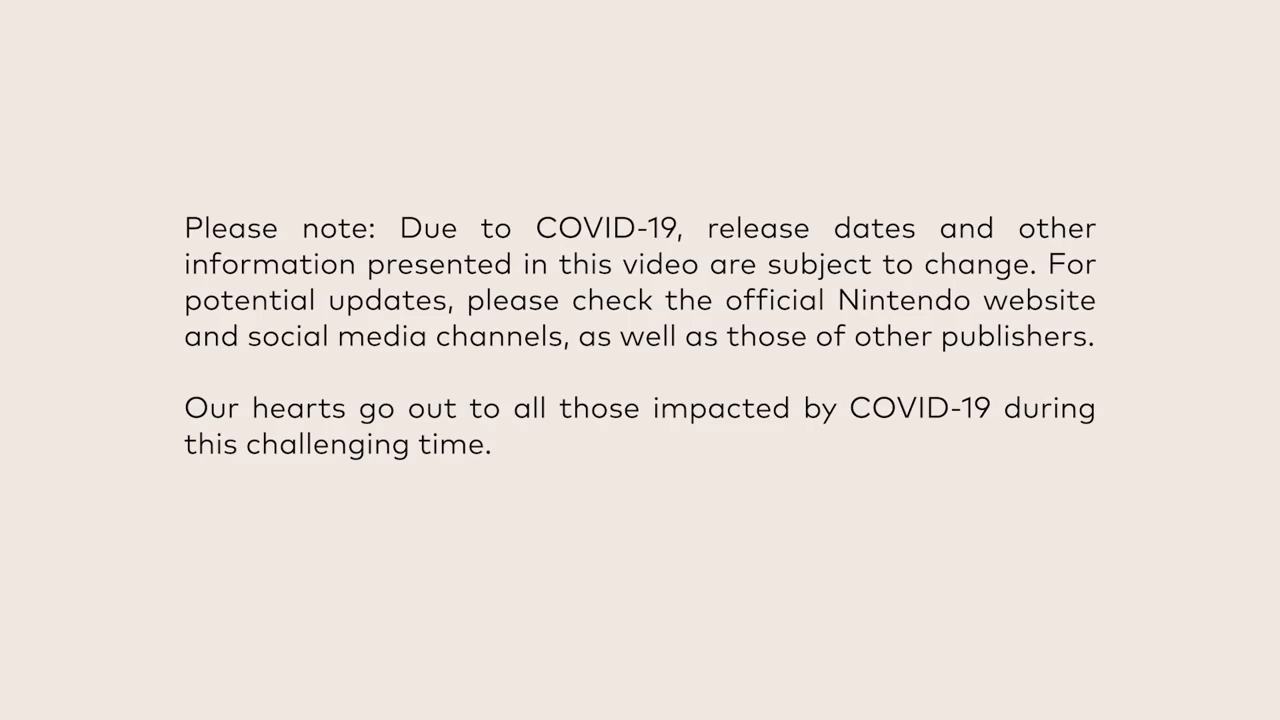 Please note: Due to COVID-19, release dates and other
information presented in this video are subject to change. For
potential updates, please check the official Nintendo website
and social media channels, as well as those of other publishers.
Our hearts go out to all those impacted by COVID-19 during
this challenging time.